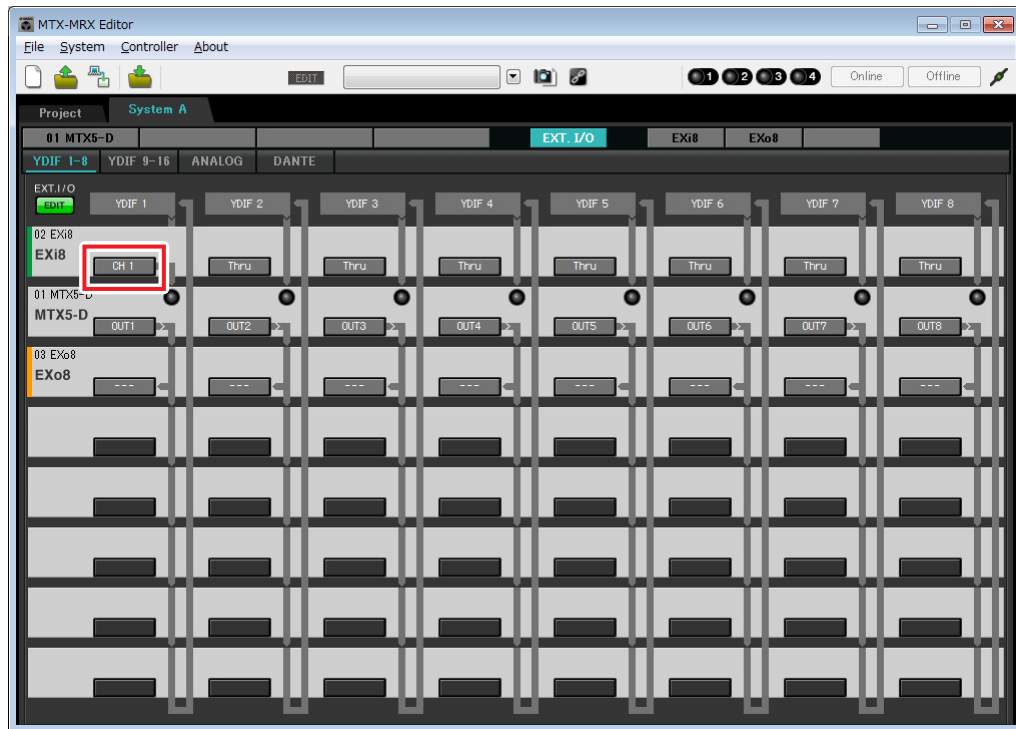 MTX-MRX Editor
File System Controller About
EDIT 1 2 3 4 Online Offline
Project System A
01 MTX5-D EXT. I/O EXi8 EXo8
YDIF 1-8 YDIF 9-16 ANALOG DANTE
EXT.I/O
EDIT YDIF 1 YDIF 2 YDIF 3 YDIF 4 YDIF 5 YDIF 6 YDIF 7 YDIF 8
02 EXi8
EXi8
CH 1 Thru Thru Thru Thru Thru Thru Thru
01 MTX5-D
MTX5-D
OUT1 OUT2 OUT3 OUT4 OUT5 OUT6 OUT7 OUT8
03 EXo8
EXo8
--- --- --- --- --- --- --- ---